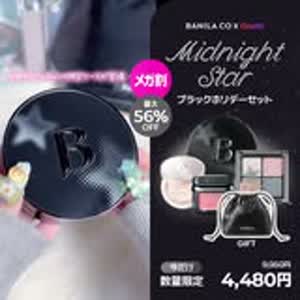 BANILA CO X
Midnight
Star
ブラックホリデーセット
メガ割
最大
56%
OFF
B
B
GIFT
数量限定
4,480円